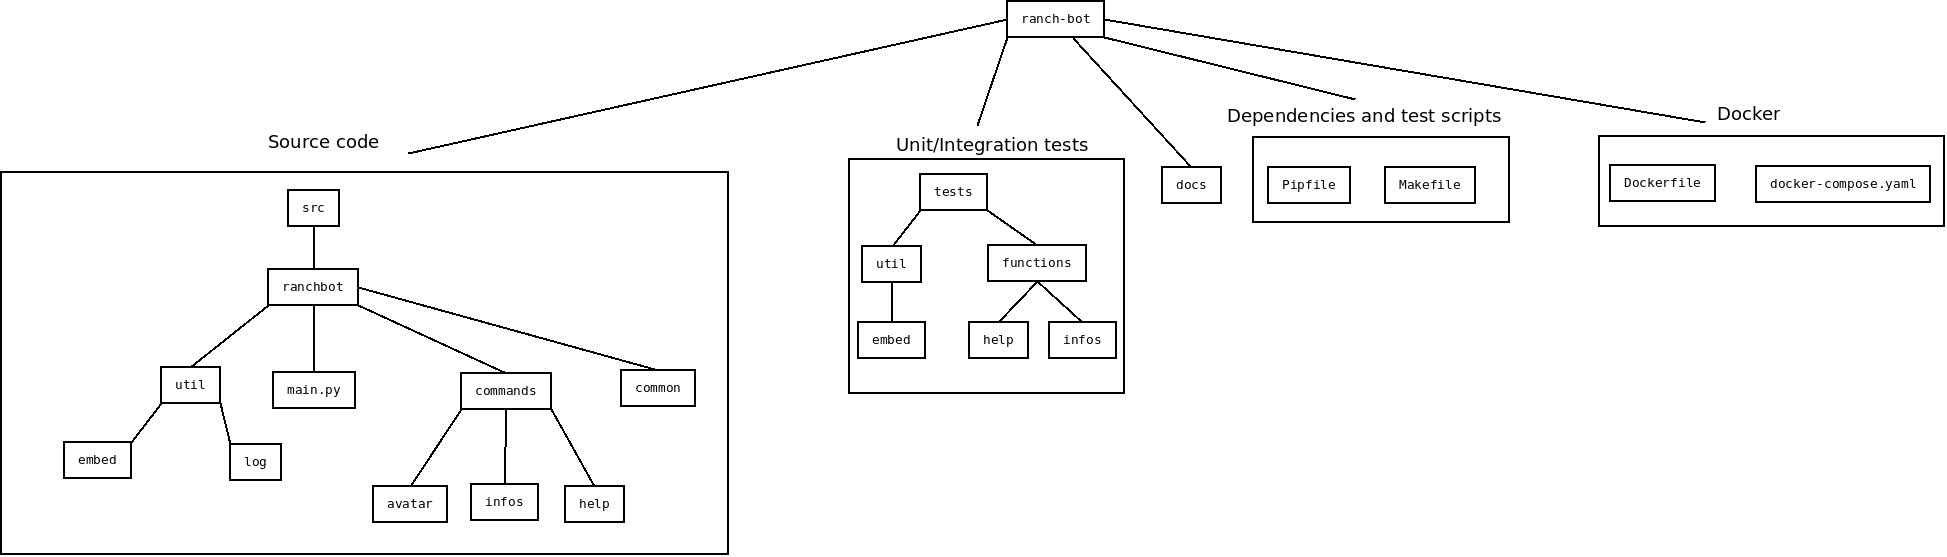 ranch-bot
Source code
Unit/Integration tests
Dependencies and test scripts
Docker
src
ranchbot
util
main.py
commands
common
embed
log
avatar
infos
help
tests
util
functions
embed
help
infos
docs
Pipfile
Makefile
Dockerfile
docker-compose.yaml